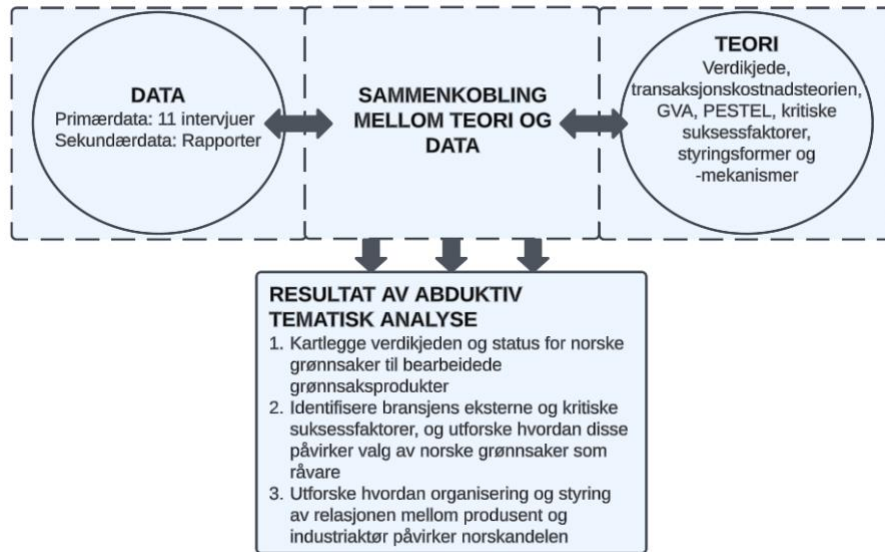 DATA
Primærdata: 11 intervjuer
Sekundærdata: Rapporter
SAMMENKOBLING
MELLOM TEORI OG
DATA
TEORI
Verdikjede,
transaksjonskostnadsteorien,
GVA, PESTEL, kritiske
suksessfaktorer,
styringsformer og
-mekanismer
RESULTAT AV ABDUKTIV
TEMATISK ANALYSE
1. Kartlegge verdikjeden og status for norske
grønnsaker til bearbeidede
grønnsaksprodukter
2. Identifisere bransjens eksterne og kritiske
suksessfaktorer, og utforske hvordan disse
påvirker valg av norske grønnsaker som
råvare
3. Utforske hvordan organisering og styring
av relasjonen mellom produsent og
industriaktør påvirker norskandelen